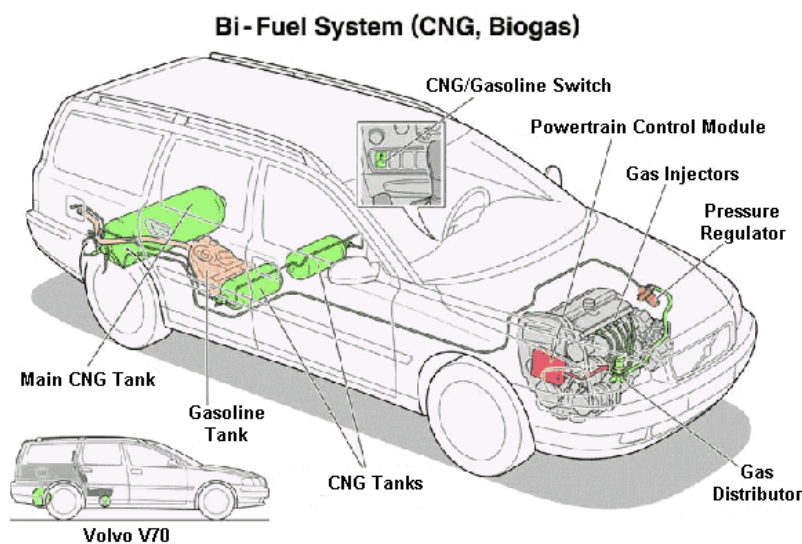 Bi-Fuel System (CNG, Biogas)
CNG/Gasoline Switch
Powertrain Control Module
Gas Injectors
Pressure
Regulator
Main CNG Tank
Gasoline
Tank
CNG Tanks
Gas
Distributor
Volvo V70